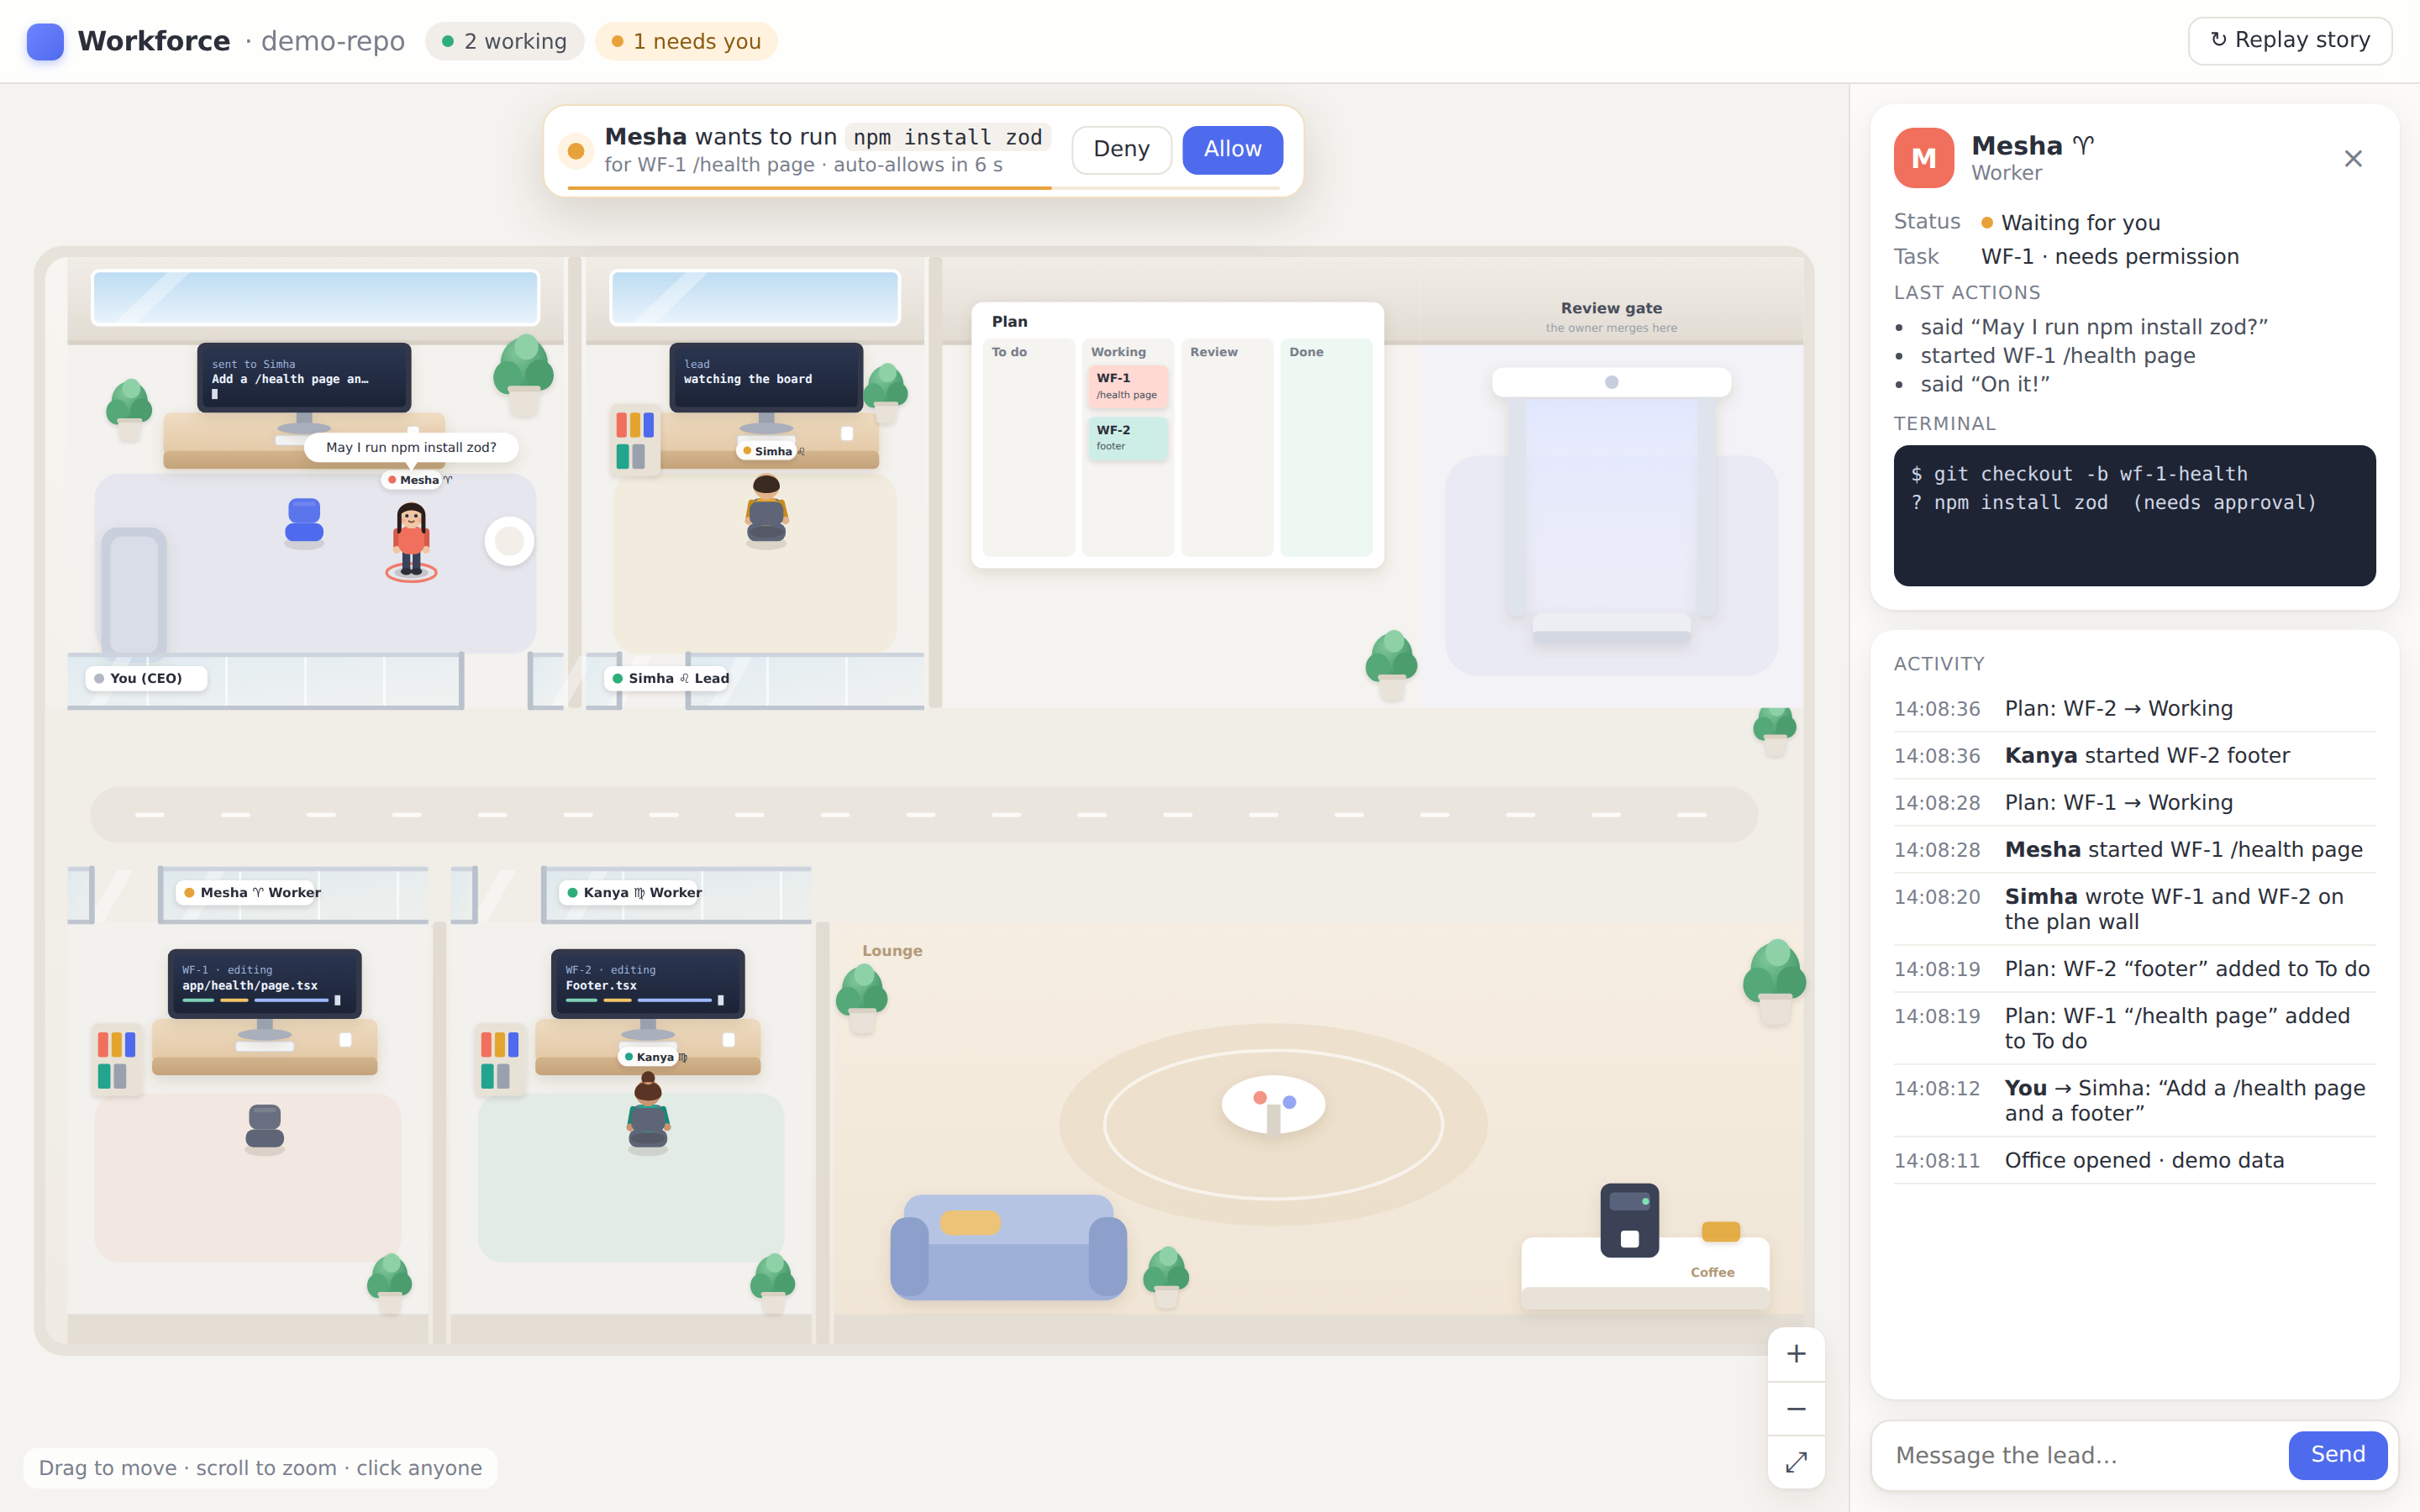 Workforce · demo-repo
2 working
1 needs you
↻ Replay story
Mesha wants to run npm install zod
for WF-1 /health page · auto-allows in 6 s
Deny
Allow
sent to Simha
Add a /health page an…
lead
watching the board
May I run npm install zod?
Mesha ♈
Simha ♌
Plan
To do
Working
Review
Done
WF-1
/health page
WF-2
footer
Review gate
the owner merges here
You (CEO)
Simha ♌ Lead
Mesha ♈ Worker
Kanya ♍ Worker
WF-1 · editing
app/health/page.tsx
WF-2 · editing
Footer.tsx
Kanya ♍
Lounge
Coffee
Drag to move · scroll to zoom · click anyone
+
−
M
Mesha ♈
Worker
×
Status Waiting for you
Task WF-1 · needs permission
LAST ACTIONS
• said “May I run npm install zod?”
• started WF-1 /health page
• said “On it!”
TERMINAL
$ git checkout -b wf-1-health
? npm install zod (needs approval)
ACTIVITY
14:08:36 Plan: WF-2 → Working
14:08:36 Kanya started WF-2 footer
14:08:28 Plan: WF-1 → Working
14:08:28 Mesha started WF-1 /health page
14:08:20 Simha wrote WF-1 and WF-2 on
the plan wall
14:08:19 Plan: WF-2 “footer” added to To do
14:08:19 Plan: WF-1 “/health page” added
to To do
14:08:12 You → Simha: “Add a /health page
and a footer”
14:08:11 Office opened · demo data
Message the lead…
Send